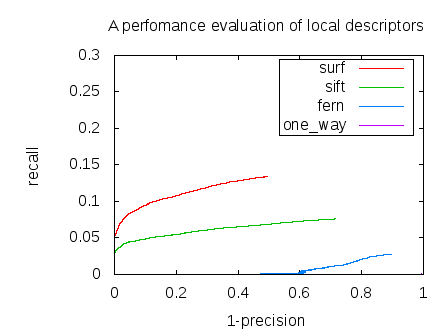 A perfomance evaluation of local descriptors
0.3
0.25
0.2
0.15
0.1
0.05
0
recall
surf
sift
fern
one_way
0 0.2 0.4 0.6 0.8 1
1-precision